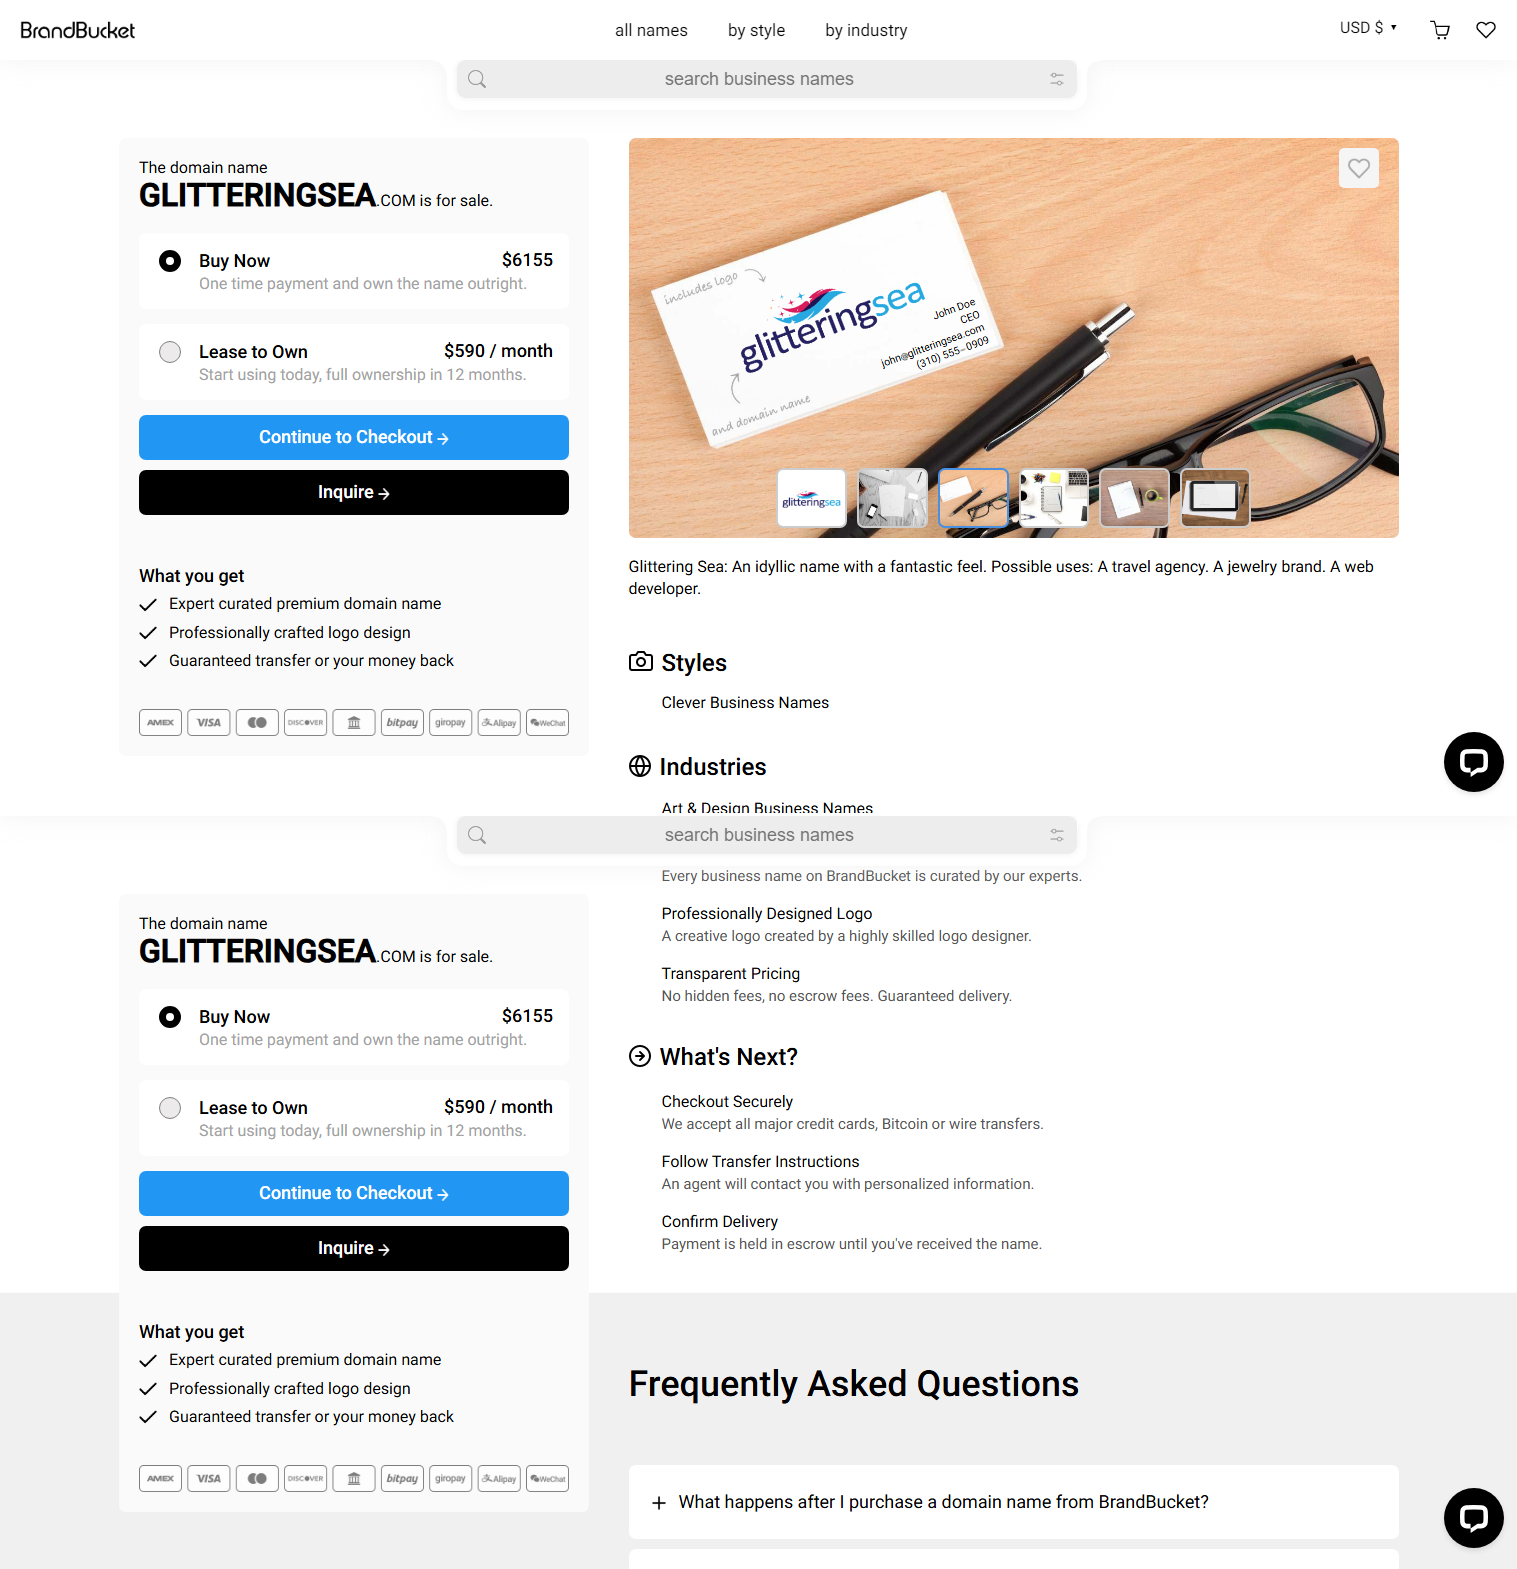 BrandBucket
all names
by style
by industry
USD $
search business names
The domain name
GLITTERINGSEA.COM is for sale.
Buy Now
$6155
One time payment and own the name outright.
Lease to Own
$590 / month
Start using today, full ownership in 12 months.
Continue to Checkout
Inquire
What you get
Expert curated premium domain name
Professionally crafted logo design
Guaranteed transfer or your money back
AMEX
VISA
DISCOVER
bitpay
giropay
Alipay
WeChat
includes logo
glitteringsea
John Doe
CEO
john@glitteringsea.com
(310) 555-0909
and domain name
glitteringsea
Glittering Sea: An idyllic name with a fantastic feel. Possible uses: A travel agency. A jewelry brand. A web
developer.
Styles
Clever Business Names
Industries
Art & Design Business Names
search business names
The domain name
GLITTERINGSEA.COM is for sale.
Buy Now
$6155
One time payment and own the name outright.
Lease to Own
$590 / month
Start using today, full ownership in 12 months.
Continue to Checkout
Inquire
What you get
Expert curated premium domain name
Professionally crafted logo design
Guaranteed transfer or your money back
AMEX
VISA
DISCOVER
bitpay
giropay
Alipay
WeChat
Every business name on BrandBucket is curated by our experts.
Professionally Designed Logo
A creative logo created by a highly skilled logo designer.
Transparent Pricing
No hidden fees, no escrow fees. Guaranteed delivery.
What's Next?
Checkout Securely
We accept all major credit cards, Bitcoin or wire transfers.
Follow Transfer Instructions
An agent will contact you with personalized information.
Confirm Delivery
Payment is held in escrow until you've received the name.
Frequently Asked Questions
What happens after I purchase a domain name from BrandBucket?